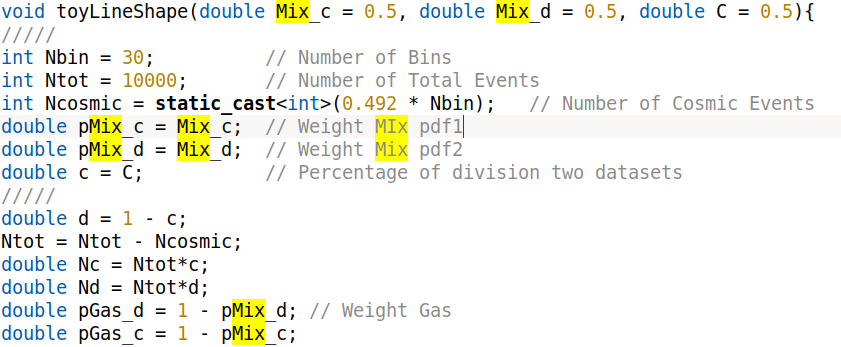 void toyLineShape(double Mix_c = 0.5, double Mix_d = 0.5, double C = 0.5){
/////
int Nbin = 30;          // Number of Bins
int Ntot = 10000;       // Number of Total Events
int Ncosmic = static_cast<int>(0.492 * Nbin);   // Number of Cosmic Events
double pMix_c = Mix_c;  // Weight MIx pdf1
double pMix_d = Mix_d;  // Weight Mix pdf2
double c = C;           // Percentage of division two datasets
/////
double d = 1 - c;
Ntot = Ntot - Ncosmic;
double Nc = Ntot*c;
double Nd = Ntot*d;
double pGas_d = 1 - pMix_d; // Weight Gas
double pGas_c = 1 - pMix_c;